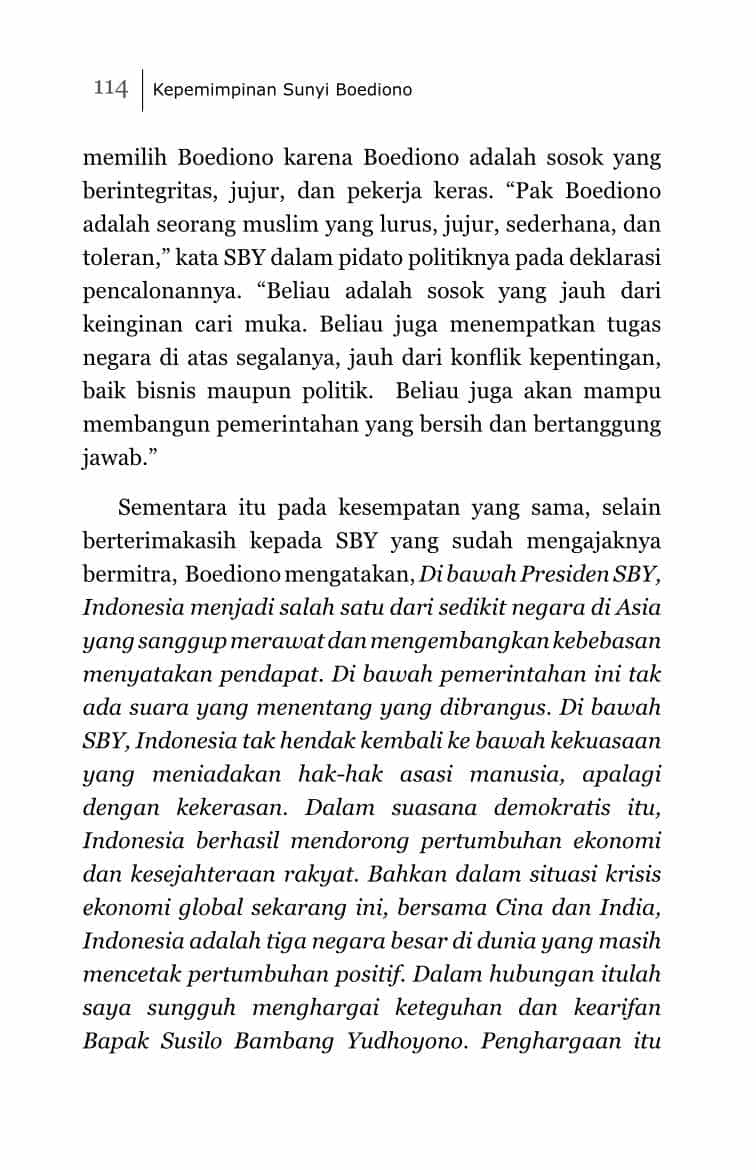 114 Kepemimpinan Sunyi Boediono
memilih Boediono karena Boediono adalah sosok yang
berintegritas, jujur, dan pekerja keras. “Pak Boediono
adalah seorang muslim yang lurus, jujur, sederhana, dan
toleran,” kata SBY dalam pidato politiknya pada deklarasi
pencalonannya. “Beliau adalah sosok yang jauh dari
keinginan cari muka. Beliau juga menempatkan tugas
negara di atas segalanya, jauh dari konflik kepentingan,
baik bisnis maupun politik. Beliau juga akan mampu
membangun pemerintahan yang bersih dan bertanggung
jawab.”
Sementara itu pada kesempatan yang sama, selain
berterimakasih kepada SBY yang sudah mengajaknya
bermitra, Boediono mengatakan, Di bawah Presiden SBY,
Indonesia menjadi salah satu dari sedikit negara di Asia
yang sanggup merawat dan mengembangkan kebebasan
menyatakan pendapat. Di bawah pemerintahan ini tak
ada suara yang menentang yang dibrangus. Di bawah
SBY, Indonesia tak hendak kembali ke bawah kekuasaan
yang meniadakan hak-hak asasi manusia, apalagi
dengan kekerasan. Dalam suasana demokratis itu,
Indonesia berhasil mendorong pertumbuhan ekonomi
dan kesejahteraan rakyat. Bahkan dalam situasi krisis
ekonomi global sekarang ini, bersama Cina dan India,
Indonesia adalah tiga negara besar di dunia yang masih
mencetak pertumbuhan positif. Dalam hubungan itulah
saya sungguh menghargai keteguhan dan kearifan
Bapak Susilo Bambang Yudhoyono. Penghargaan itu